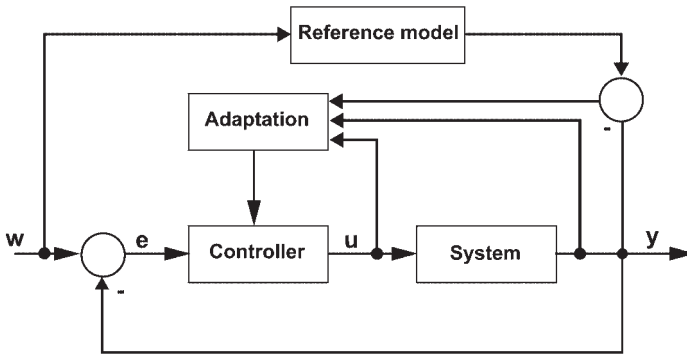 Reference model
-
Adaptation
w
e
Controller
u
System
y
-